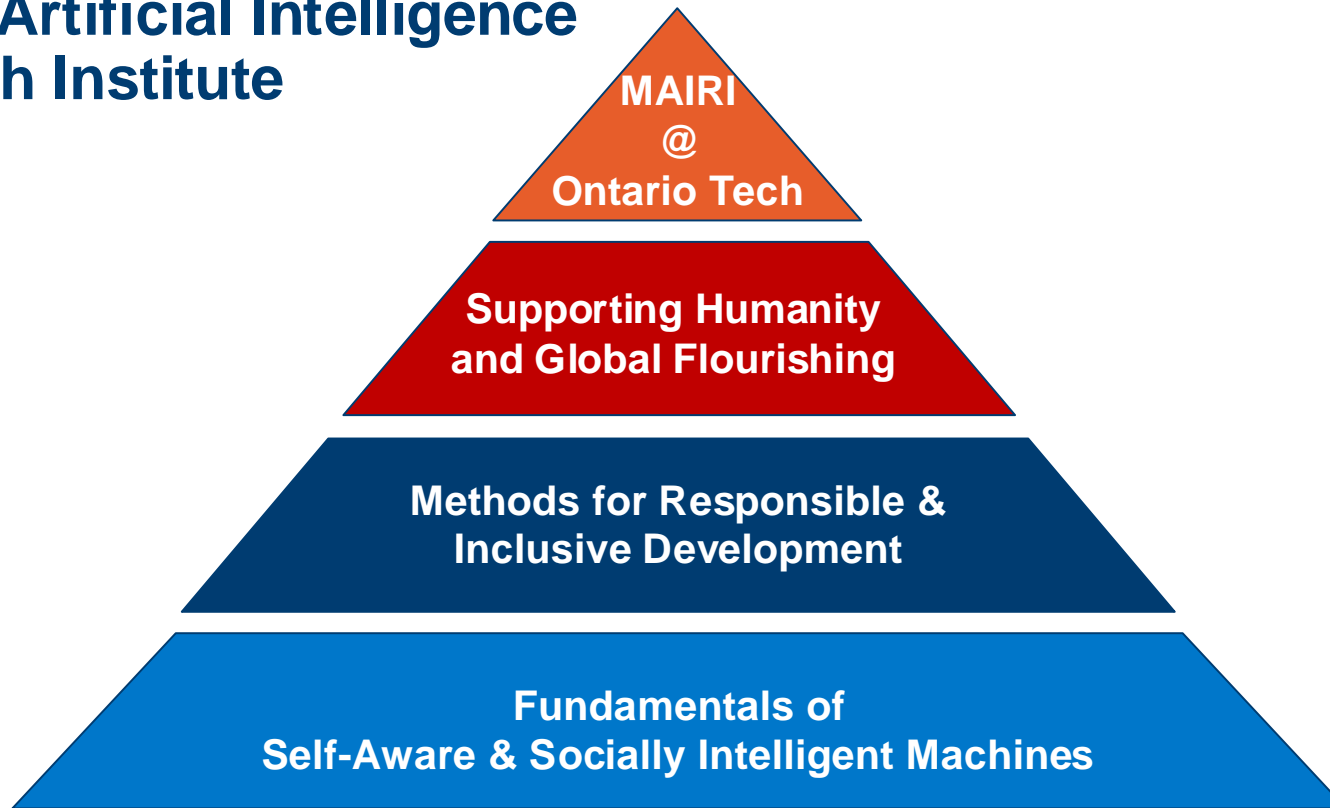 Artificial Intelligence
h Institute
MAIRI
@
Ontario Tech
Supporting Humanity
and Global Flourishing
Methods for Responsible &
Inclusive Development
Fundamentals of
Self-Aware & Socially Intelligent Machines